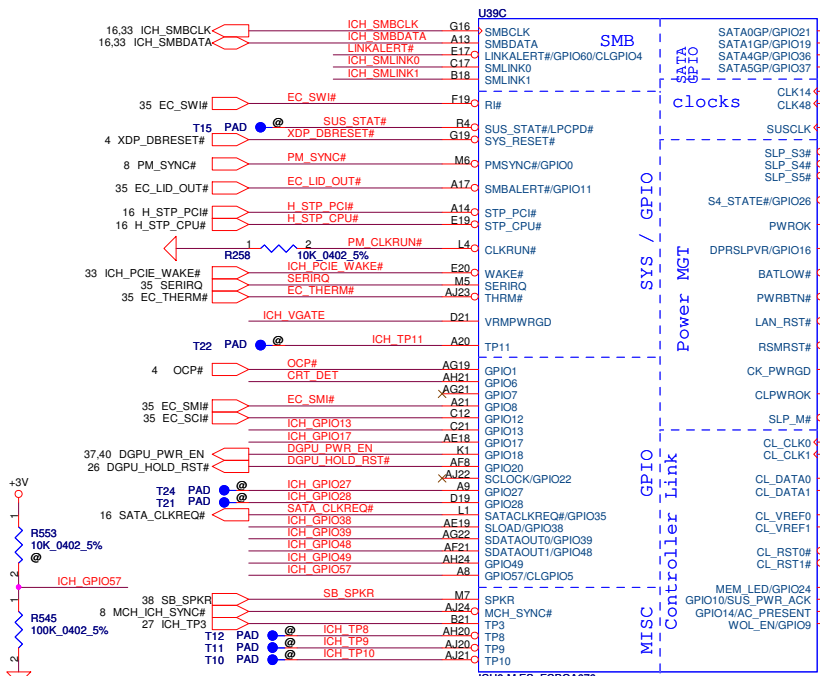 U39C
16,33 ICH_SMBCLK ICH_SMBCLK G16 SMBCLK SMB SATA0GP/GPIO21
16,33 ICH_SMBDATA ICH_SMBDATA A13 SMBDATA SATA1GP/GPIO19
LINKALERT# E17 LINKALERT#/GPIO60/CLGPIO4 SATA4GP/GPIO36
ICH_SMLINK0 C17 SMLINK0 SATA5GP/GPIO37
ICH_SMLINK1 B18 SMLINK1
SATA
GPIO
clocks CLK14
35 EC_SWI# EC_SWI# F19 RI# CLK48
T15 PAD @ SUS_STAT# R4 SUS_STAT#/LPCPD# SUSCLK
4 XDP_DBRESET# XDP_DBRESET# G19 SYS_RESET#
SLP_S3#
8 PM_SYNC# PM_SYNC# M6 PMSYNC#/GPIO0 SLP_S4#
SLP_S5#
35 EC_LID_OUT# EC_LID_OUT# A17 SMBALERT#/GPIO11
S4_STATE#/GPIO26
16 H_STP_PCI# H_STP_PCI# A14 STP_PCI#
16 H_STP_CPU# H_STP_CPU# E19 STP_CPU# PWROK
1 R258 2 10K_0402_5% PM_CLKRUN# L4 CLKRUN# DPRSLPVR/GPIO16
SYS / GPIO
Power MGT
33 ICH_PCIE_WAKE# ICH_PCIE_WAKE# E20 WAKE# BATLOW#
35 SERIRQ SERIRQ M5 SERIRQ
35 EC_THERM# EC_THERM# AJ23 THRM# PWRBTN#
ICH_VGATE D21 VRMPWRGD LAN_RST#
T22 PAD @ ICH_TP11 A20 TP11 RSMRST#
4 OCP# OCP# AG19 GPIO1 CK_PWRGD
CRT_DET AH21 GPIO6
AG21 GPIO7 CLPWROK
35 EC_SMI# EC_SMI# A21 GPIO8
35 EC_SCI# C12 GPIO12 SLP_M#
ICH_GPIO13 C21 GPIO13
ICH_GPIO17 AE18 GPIO17 CL_CLK0
37,40 DGPU_PWR_EN DGPU_PWR_EN K1 GPIO18 CL_CLK1
26 DGPU_HOLD_RST# DGPU_HOLD_RST# AF8 GPIO20
AJ22 SCLOCK/GPIO22 CL_DATA0
T24 PAD @ ICH_GPIO27 A9 GPIO27 CL_DATA1
T21 PAD @ ICH_GPIO28 D19 GPIO28
16 SATA_CLKREQ# SATA_CLKREQ# L1 SATACLKREQ#/GPIO35 CL_VREF0
ICH_GPIO38 AE19 SLOAD/GPIO38 CL_VREF1
ICH_GPIO39 AG22 SDATAOUT0/GPIO39
ICH_GPIO48 AF21 SDATAOUT1/GPIO48 CL_RST0#
ICH_GPIO49 AH24 GPIO49 CL_RST1#
ICH_GPIO57 A8 GPIO57/CLGPIO5
GPIO
Controller Link
MEM_LED/GPIO24
38 SB_SPKR SB_SPKR M7 SPKR GPIO10/SUS_PWR_ACK
8 MCH_ICH_SYNC# AJ24 MCH_SYNC# GPIO14/AC_PRESENT
27 ICH_TP3 B21 TP3 WOL_EN/GPIO9
T12 PAD @ ICH_TP8 AH20 TP8
T11 PAD @ ICH_TP9 AJ20 TP9
T10 PAD @ ICH_TP10 AJ21 TP10
MISC
+3V
1
R553
10K_0402_5%
@
2
ICH_GPIO57
1
R545
100K_0402_5%
2